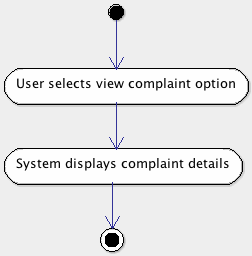 User selects view complaint option
System displays complaint details